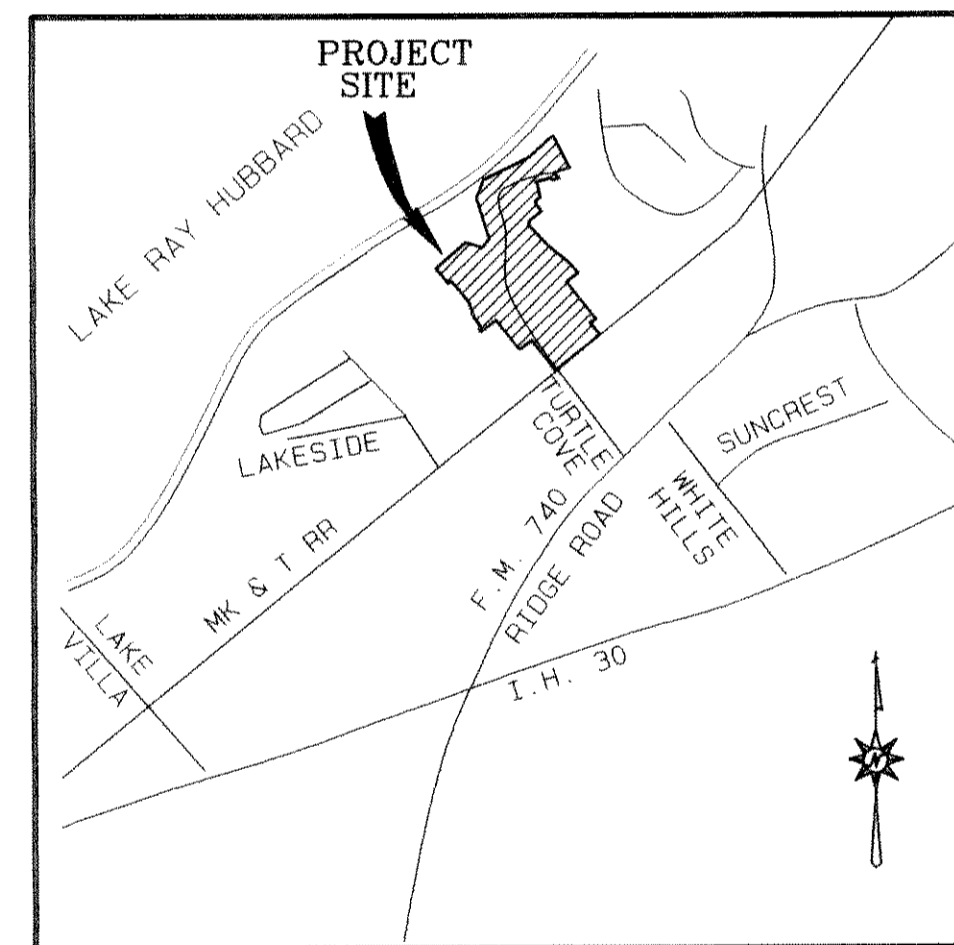 PROJECT
SITE
LAKE RAY HUBBARD
LAKESIDE
TURTLE
COVE
SUNCREST
WHITE
HILLS
F.M. 740
RIDGE ROAD
MK & T RR
LAKE
VILLA
I.H. 30
N